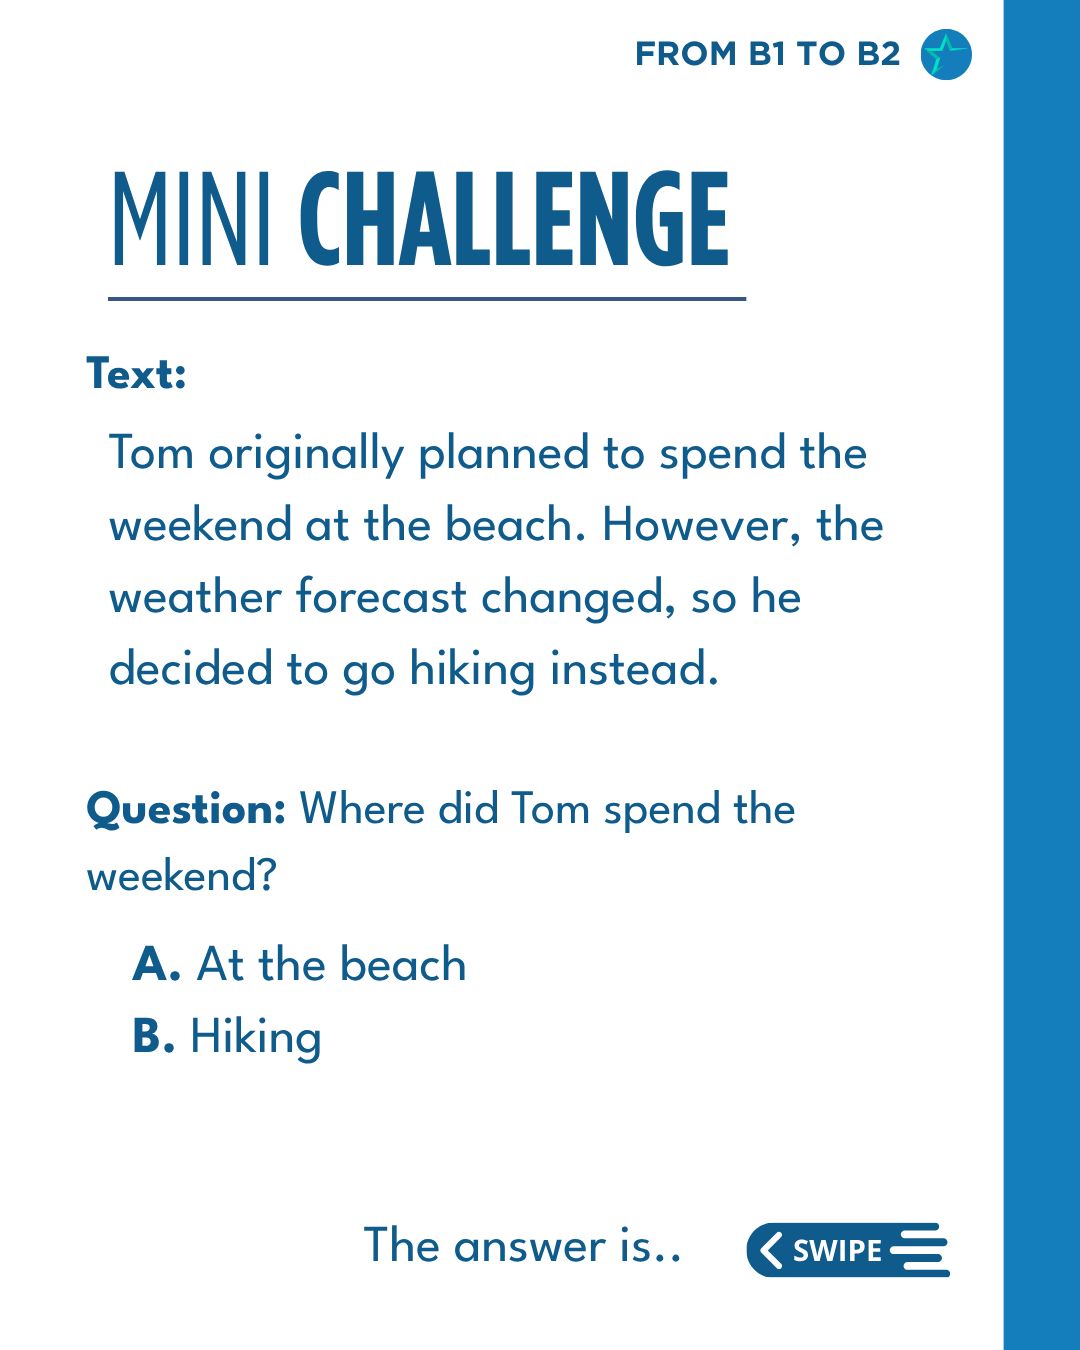 FROM B1 TO B2
MINI CHALLENGE
Text:
Tom originally planned to spend the
weekend at the beach. However, the
weather forecast changed, so he
decided to go hiking instead.
Question: Where did Tom spend the
weekend?
A. At the beach
B. Hiking
The answer is..
SWIPE